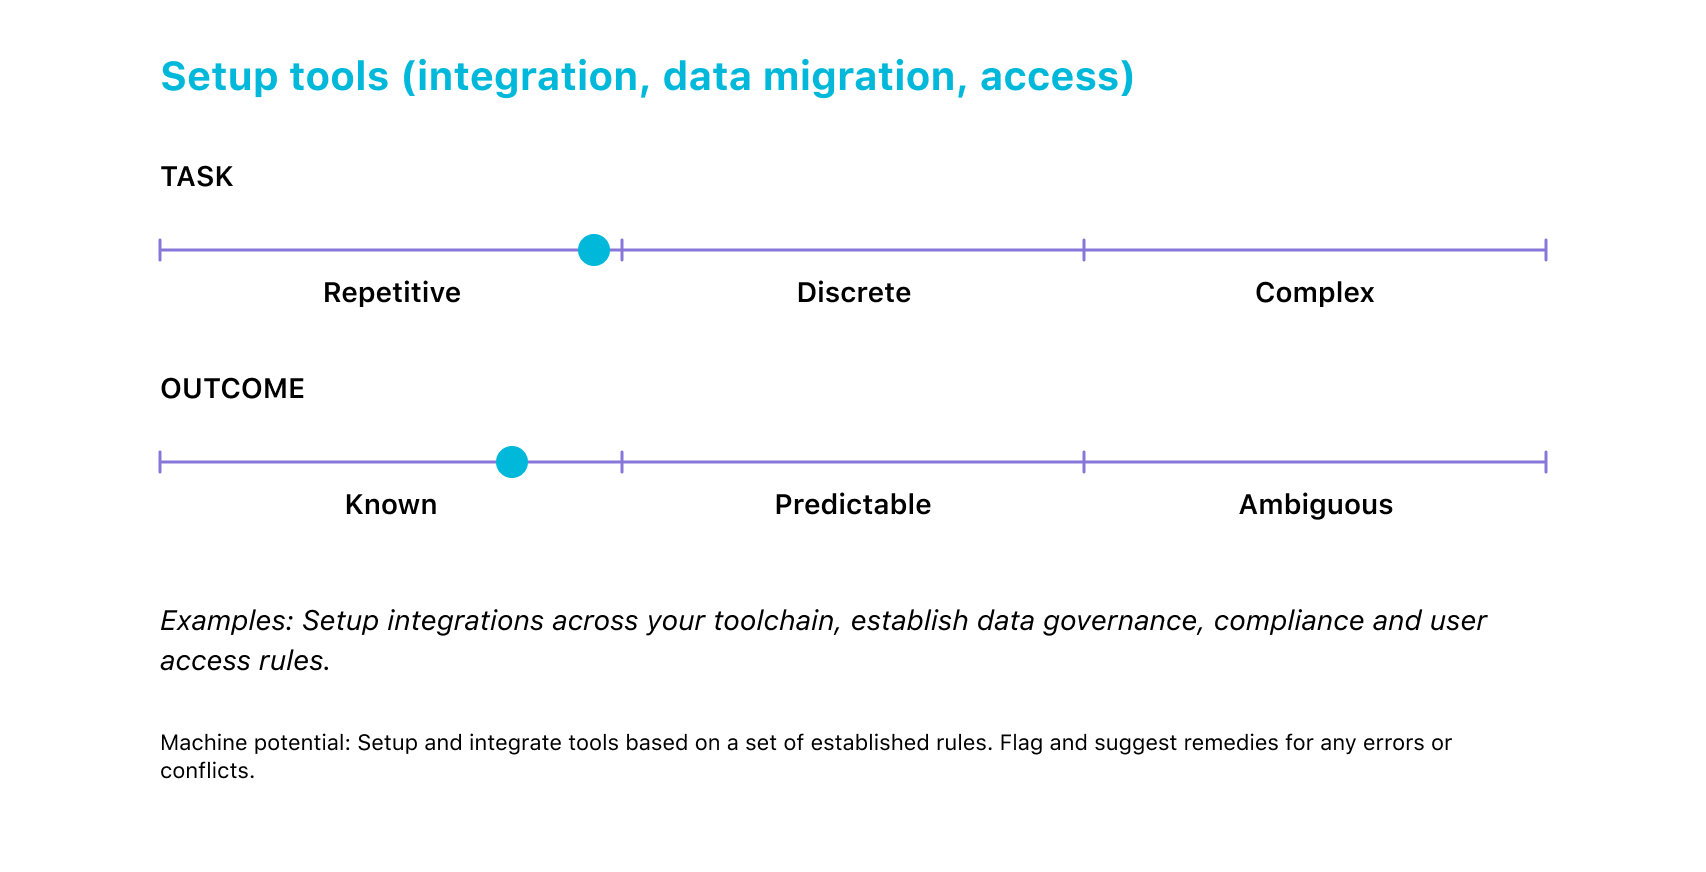 Setup tools (integration, data migration, access)
TASK
Repetitive
Discrete
Complex
OUTCOME
Known
Predictable
Ambiguous
Examples: Setup integrations across your toolchain, establish data governance, compliance and user
access rules.
Machine potential: Setup and integrate tools based on a set of established rules. Flag and suggest remedies for any errors or
conflicts.